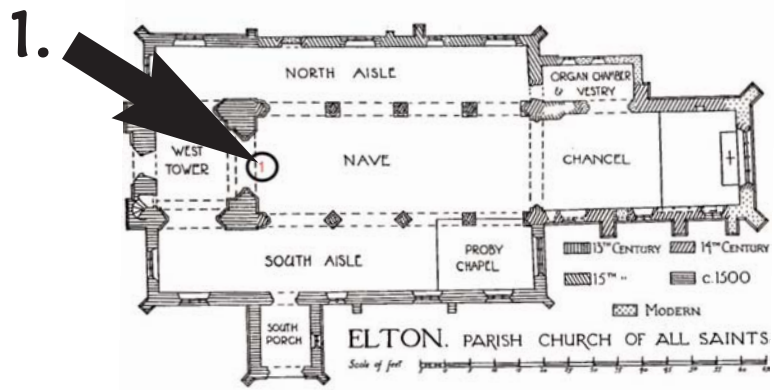 1.
NORTH AISLE
ORGAN CHAMBER
& VESTRY
WEST
TOWER
1
NAVE
CHANCEL
SOUTH AISLE
PROBY
CHAPEL
SOUTH
PORCH
13TH CENTURY
14TH CENTURY
15TH "
c.1500
MODERN
ELTON. PARISH CHURCH OF ALL SAINTS
Scale of feet